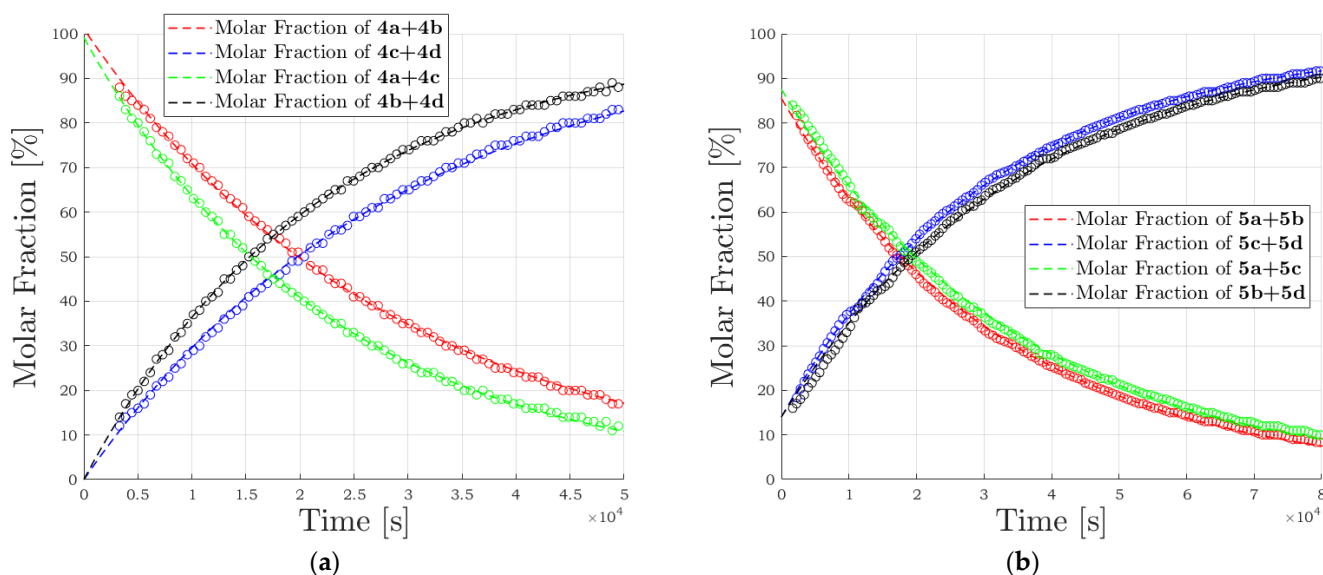 Molar Fraction of 4a+4b
Molar Fraction of 4c+4d
Molar Fraction of 4a+4c
Molar Fraction of 4b+4d
Molar Fraction [%]
100
90
80
70
60
50
40
30
20
10
0
0 0.5 1 1.5 2 2.5 3 3.5 4 4.5 5
×10⁴
Time [s]
(a)
Molar Fraction of 5a+5b
Molar Fraction of 5c+5d
Molar Fraction of 5a+5c
Molar Fraction of 5b+5d
Molar Fraction [%]
100
90
80
70
60
50
40
30
20
10
0
0 1 2 3 4 5 6 7 8
×10⁴
Time [s]
(b)